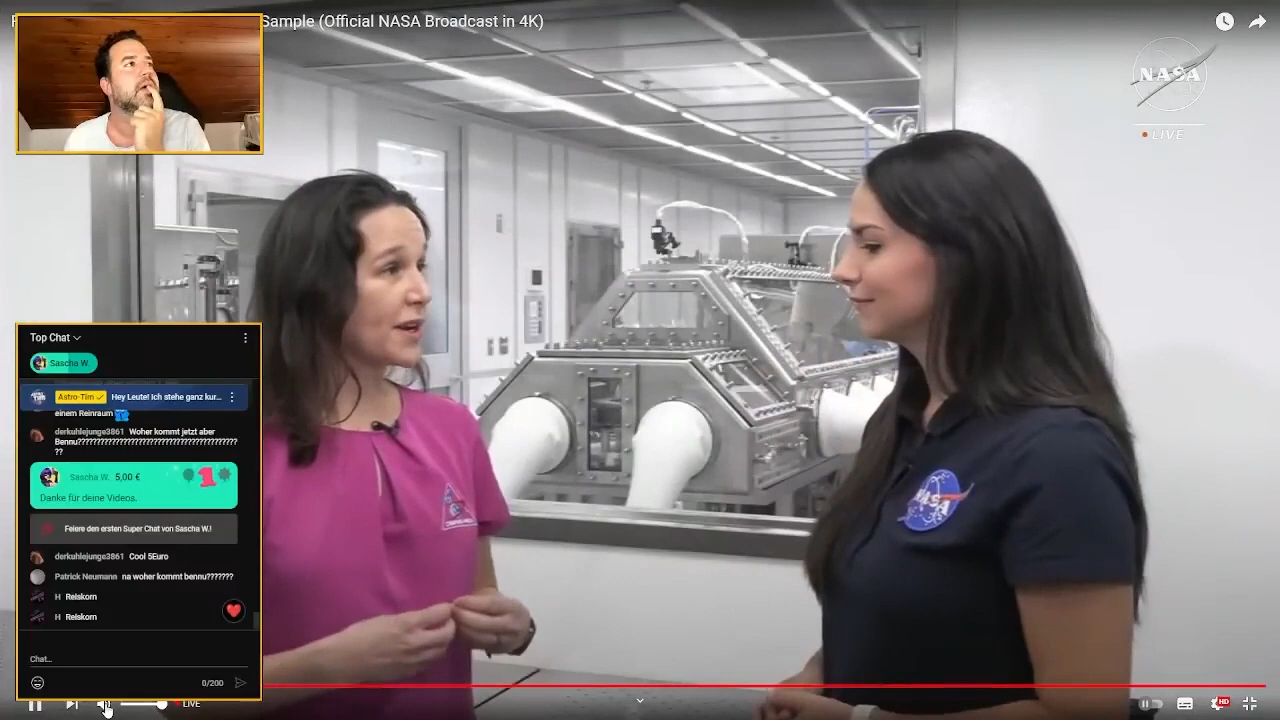 Sample (Official NASA Broadcast in 4K)
NASA
LIVE
Top Chat
Sascha W.
Astro-Tim Hey Leute! Ich stehe ganz kur...
einem Reinraum
derkuhlejunge3861 Woher kommt jetzt aber
Bennu??????????????????????????????????????
??
Sascha W. 5,00 €
1
Danke für deine Videos.
Feiere den ersten Super Chat von Sascha W.!
derkuhlejunge3861 Cool 5Euro
Patrick Neumann na woher kommt bennu???????
H Reiskorn
H Reiskorn
Chat...
0/200
NASA
LIVE
HD